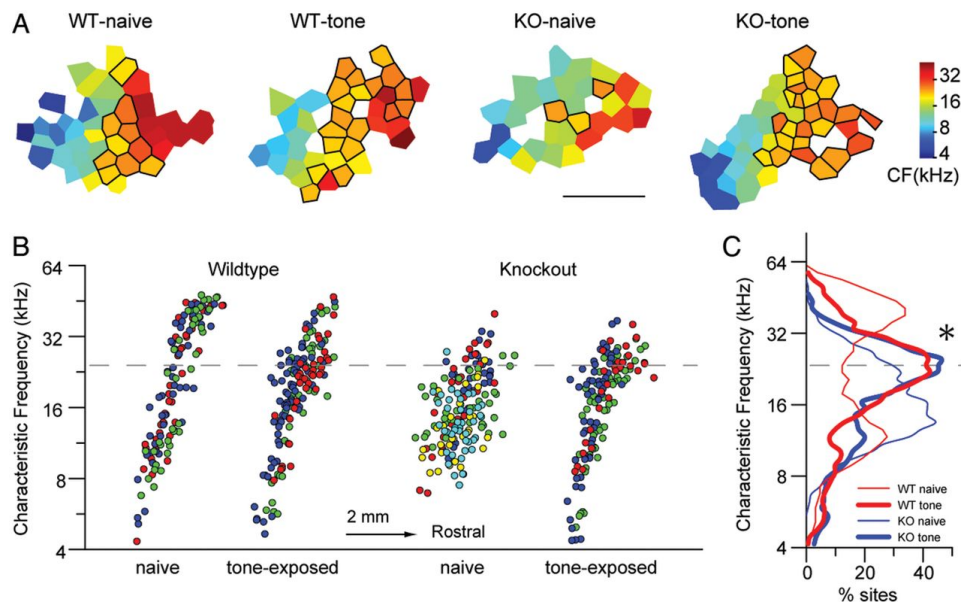 A
WT-naive
WT-tone
KO-naive
KO-tone
32
16
8
4
CF(kHz)
B
Characteristic Frequency (kHz)
64
32
16
8
4
Wildtype
Knockout
2 mm
Rostral
naive
tone-exposed
naive
tone-exposed
C
Characteristic Frequency (kHz)
64
32
16
8
4
*
WT naive
WT tone
KO naive
KO tone
0
20
40
% sites